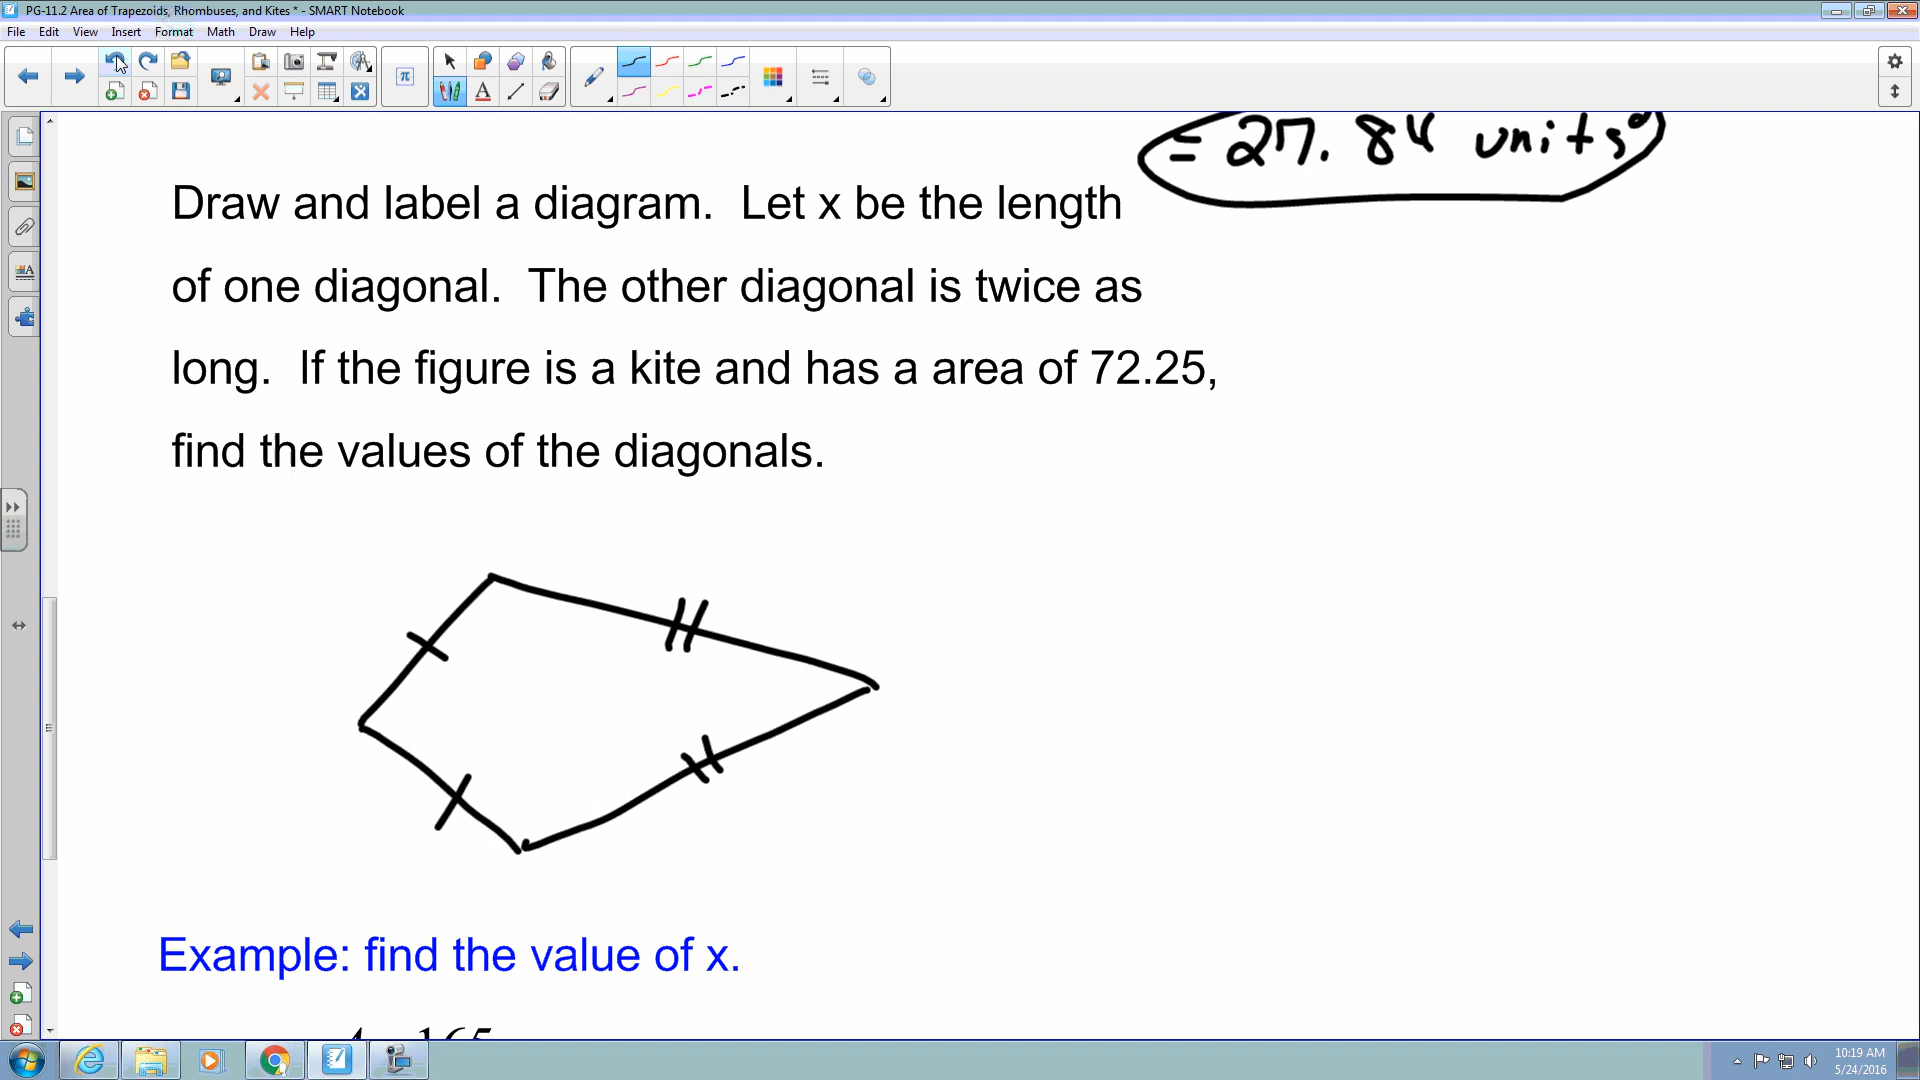 PG-11.2 Area of Trapezoids, Rhombuses, and Kites * - SMART Notebook
File Edit View Insert Format Math Draw Help
= 27.84 units²
Draw and label a diagram. Let x be the length
of one diagonal. The other diagonal is twice as
long. If the figure is a kite and has a area of 72.25,
find the values of the diagonals.
Example: find the value of x.
10:19 AM
5/24/2016